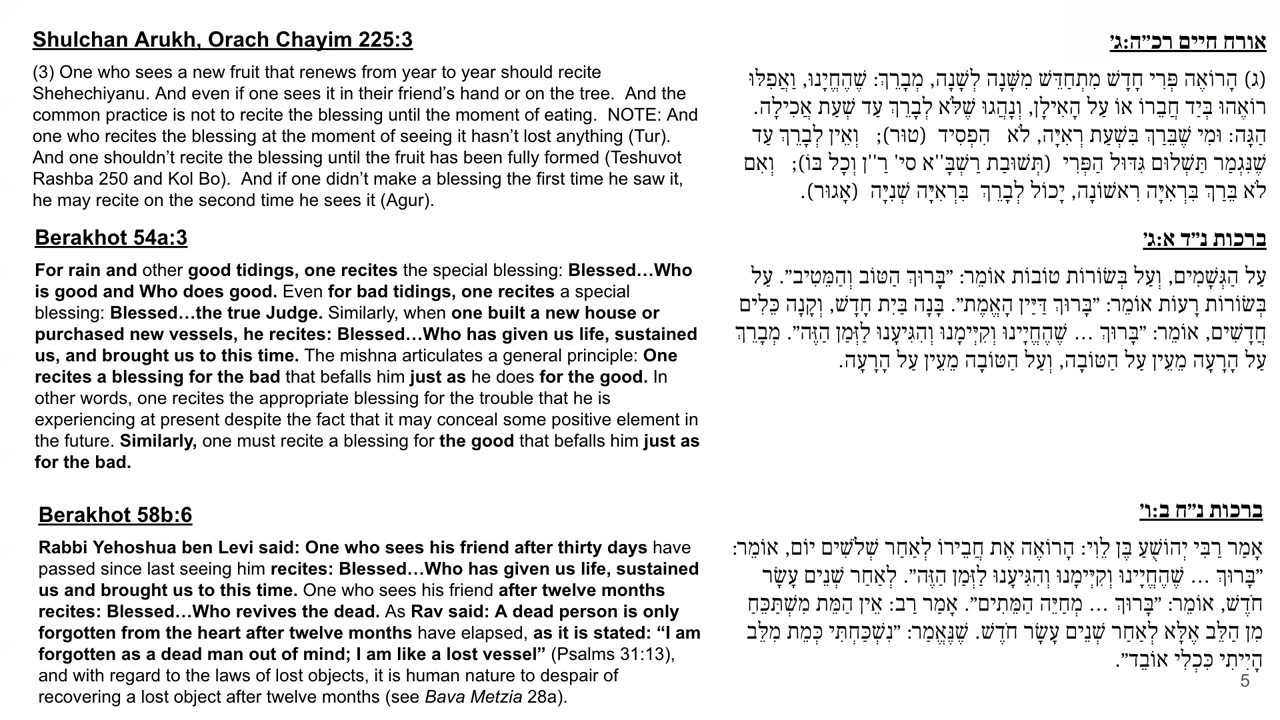 Shulchan Arukh, Orach Chayim 225:3
(3) One who sees a new fruit that renews from year to year should recite
Shehechiyanu. And even if one sees it in their friend’s hand or on the tree.  And the
common practice is not to recite the blessing until the moment of eating.  NOTE: And
one who recites the blessing at the moment of seeing it hasn’t lost anything (Tur).
And one shouldn’t recite the blessing until the fruit has been fully formed (Teshuvot
Rashba 250 and Kol Bo).  And if one didn’t make a blessing the first time he saw it,
he may recite on the second time he sees it (Agur).
אורח חיים רכ״ה:ג׳
(ג) הָרוֹאֶה פְּרִי חָדָשׁ מִתְחַדֵּשׁ מִשָּׁנָה לְשָׁנָה, מְבָרֵךְ: שֶׁהֶחֱיָנוּ, וַאֲפִלּוּ
רוֹאֵהוּ בְּיַד חֲבֵרוֹ אוֹ עַל הָאִילָן, וְנָהֲגוּ שֶׁלֹּא לְבָרֵךְ עַד שְׁעַת אֲכִילָה.
הַגָּה: וּמִי שֶׁבֵּרַךְ בִּשְׁעַת רְאִיָּה, לֹא הִפְסִיד (טוּר); וְאֵין לְבָרֵךְ עַד
שֶׁנִּגְמַר תַּשְׁלוּם גִּדּוּל הַפְּרִי (תְּשׁוּבַת רַשְׁבָּ''א סי' רַ''ן וְכָל בּוֹ); וְאִם
לֹא בֵּרַךְ בִּרְאִיָּה רִאשׁוֹנָה, יָכוֹל לְבָרֵךְ בִּרְאִיָּה שְׁנִיָּה (אָגוּר).
Berakhot 54a:3
For rain and other good tidings, one recites the special blessing: Blessed…Who
is good and Who does good. Even for bad tidings, one recites a special
blessing: Blessed…the true Judge. Similarly, when one built a new house or
purchased new vessels, he recites: Blessed…Who has given us life, sustained
us, and brought us to this time. The mishna articulates a general principle: One
recites a blessing for the bad that befalls him just as he does for the good. In
other words, one recites the appropriate blessing for the trouble that he is
experiencing at present despite the fact that it may conceal some positive element in
the future. Similarly, one must recite a blessing for the good that befalls him just as
for the bad.
ברכות נ״ד א:ג׳
עַל הַגְּשָׁמִים, וְעַל בְּשׂוֹרוֹת טוֹבוֹת אוֹמֵר: ״בָּרוּךְ הַטּוֹב וְהַמֵּטִיב״. עַל
בְּשׂוֹרוֹת רָעוֹת אוֹמֵר: ״בָּרוּךְ דַּיַּין הָאֱמֶת״. בָּנָה בַּיִת חָדָשׁ, וְקָנָה כֵּלִים
חֲדָשִׁים, אוֹמֵר: ״בָּרוּךְ … שֶׁהֶחֱיָינוּ וְקִיְּימָנוּ וְהִגִּיעָנוּ לַזְּמַן הַזֶּה״. מְבָרֵךְ
עַל הָרָעָה מֵעֵין עַל הַטּוֹבָה, וְעַל הַטּוֹבָה מֵעֵין עַל הָרָעָה.
Berakhot 58b:6
Rabbi Yehoshua ben Levi said: One who sees his friend after thirty days have
passed since last seeing him recites: Blessed…Who has given us life, sustained
us and brought us to this time. One who sees his friend after twelve months
recites: Blessed…Who revives the dead. As Rav said: A dead person is only
forgotten from the heart after twelve months have elapsed, as it is stated: “I am
forgotten as a dead man out of mind; I am like a lost vessel” (Psalms 31:13),
and with regard to the laws of lost objects, it is human nature to despair of
recovering a lost object after twelve months (see Bava Metzia 28a).
ברכות נ״ח ב:ו׳
אָמַר רַבִּי יְהוֹשֻׁעַ בֶּן לֵוִי: הָרוֹאֶה אֶת חֲבֵירוֹ לְאַחַר שְׁלֹשִׁים יוֹם, אוֹמֵר:
״בָּרוּךְ … שֶׁהֶחֱיָינוּ וְקִיְּימָנוּ וְהִגִּיעָנוּ לַזְּמַן הַזֶּה״. לְאַחַר שְׁנֵים עָשָׂר
חֹדֶשׁ, אוֹמֵר: ״בָּרוּךְ … מְחַיֵּה הַמֵּתִים״. אָמַר רַב: אֵין הַמֵּת מִשְׁתַּכֵּחַ
מִן הַלֵּב אֶלָּא לְאַחַר שְׁנֵים עָשָׂר חֹדֶשׁ. שֶׁנֶּאֱמַר: ״נִשְׁכַּחְתִּי כְּמֵת מִלֵּב
הָיִיתִי כִּכְלִי אוֹבֵד״.
5